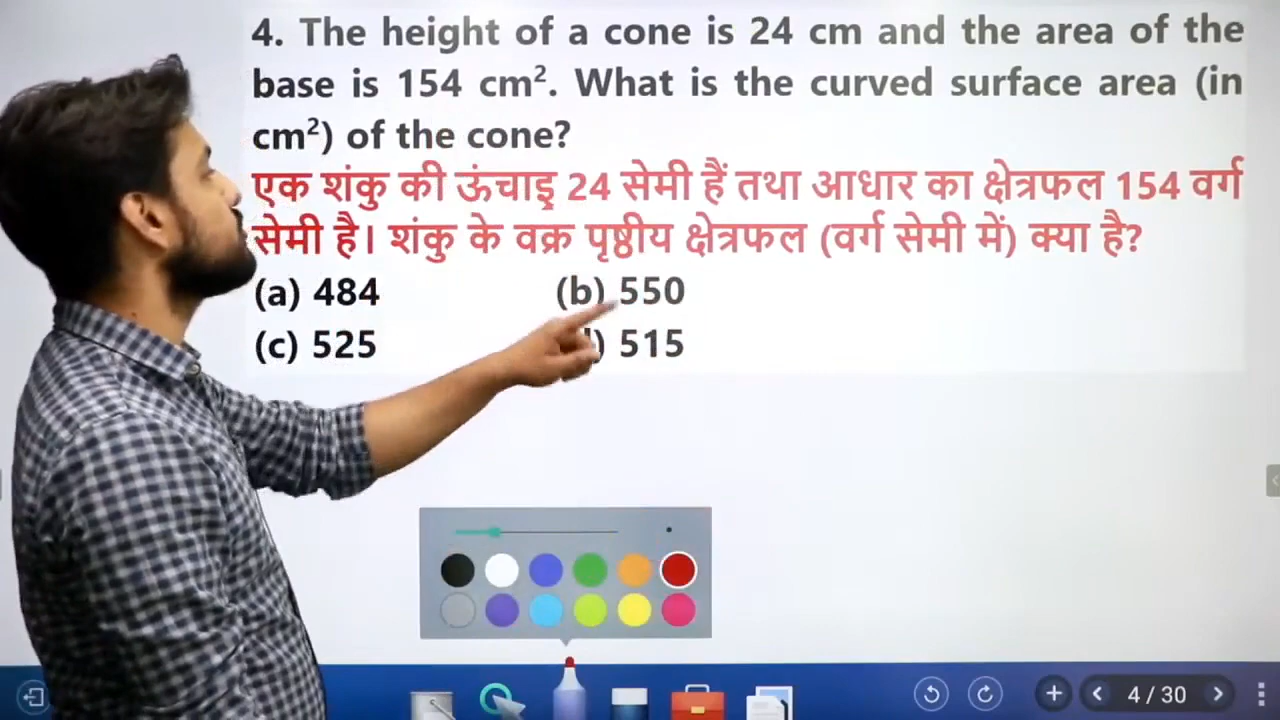 4. The height of a cone is 24 cm and the area of the
base is 154 cm². What is the curved surface area (in
cm²) of the cone?
एक शंकु की ऊंचाइ 24 सेमी हैं तथा आधार का क्षेत्रफल 154 वर्ग
सेमी है। शंकु के वक्र पृष्ठीय क्षेत्रफल (वर्ग सेमी में) क्या है?
(a) 484 (b) 550
(c) 525 ) 515
4 / 30